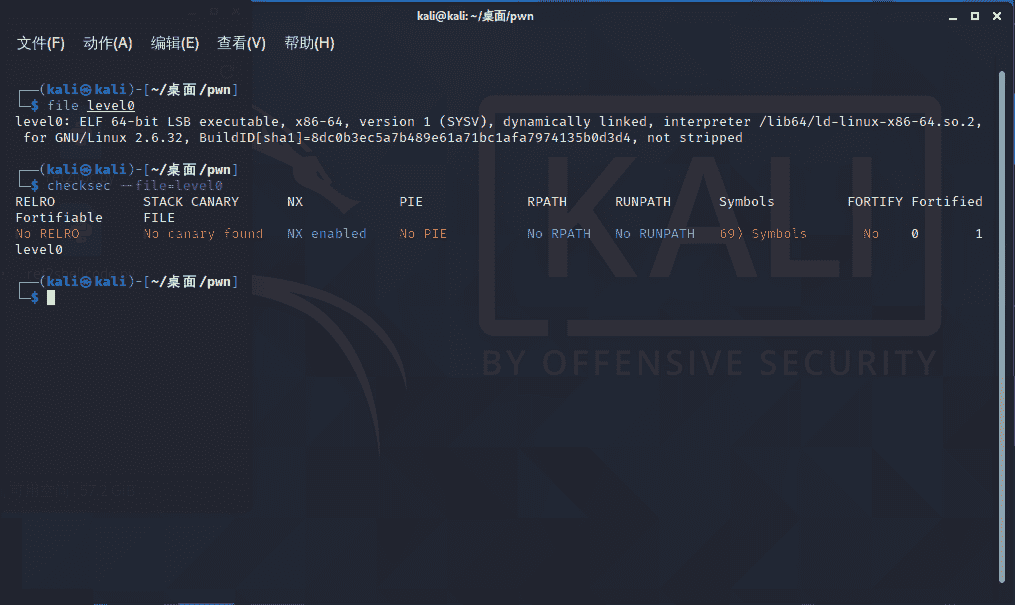 kali@kali: ~/桌面/pwn
文件(F) 动作(A) 编辑(E) 查看(V) 帮助(H)
┌──(kali㉿kali)-[~/桌面/pwn]
└─$ file level0
level0: ELF 64-bit LSB executable, x86-64, version 1 (SYSV), dynamically linked, interpreter /lib64/ld-linux-x86-64.so.2,
for GNU/Linux 2.6.32, BuildID[sha1]=8dc0b3ec5a7b489e61a71bc1afa7974135b0d3d4, not stripped
┌──(kali㉿kali)-[~/桌面/pwn]
└─$ checksec --file=level0
RELRO STACK CANARY NX PIE RPATH RUNPATH Symbols FORTIFY Fortified
Fortifiable FILE
No RELRO No canary found NX enabled No PIE No RPATH No RUNPATH 69) Symbols No 0 1
level0
┌──(kali㉿kali)-[~/桌面/pwn]
└─$
KALI
BY OFFENSIVE SECURITY